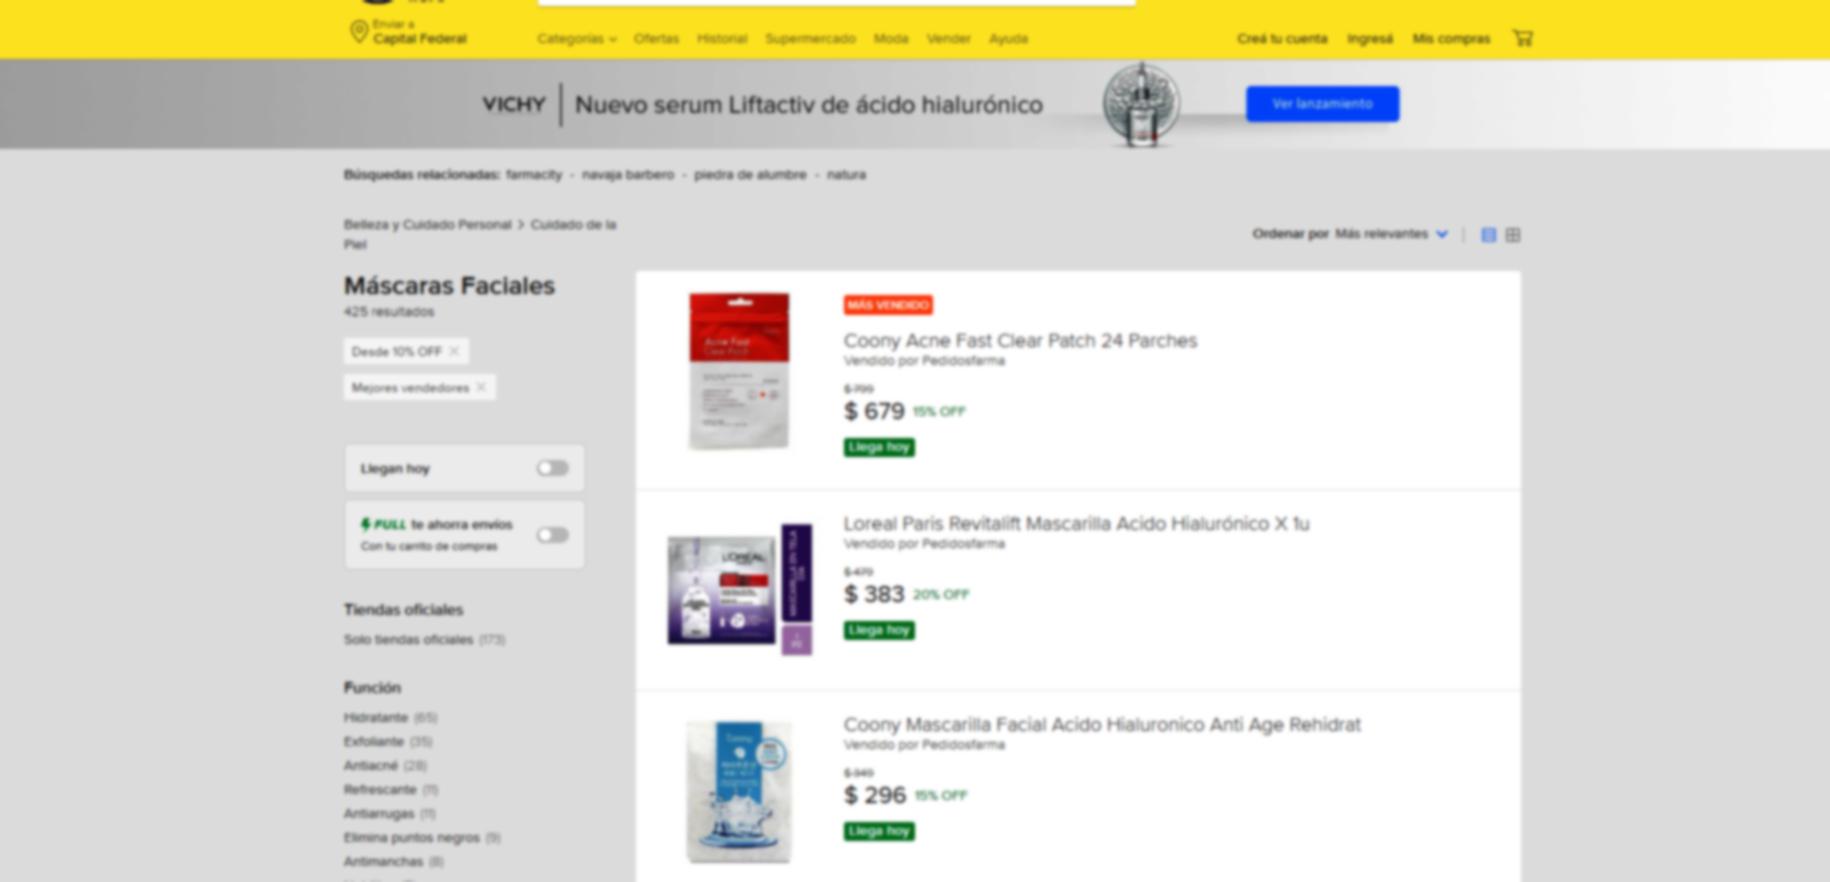 Enviar a
Capital Federal
Categorías Ofertas Historial Supermercado Moda Vender Ayuda
Creá tu cuenta Ingresá Mis compras
VICHY Nuevo serum Liftactiv de ácido hialurónico
Ver lanzamiento
Búsquedas relacionadas: farmacity - navaja barbero - piedra de alumbre - natura
Belleza y Cuidado Personal > Cuidado de la
Piel
Ordenar por Más relevantes
Máscaras Faciales
425 resultados
Desde 10% OFF
Mejores vendedores
Llegan hoy
FULL te ahorra envíos
Con tu carrito de compras
Tiendas oficiales
Solo tiendas oficiales (173)
Función
Hidratante (65)
Exfoliante (35)
Antiacné (28)
Refrescante (11)
Antiarrugas (11)
Elimina puntos negros (9)
Antimanchas (8)
MÁS VENDIDO
Coony Acne Fast Clear Patch 24 Parches
Vendido por Pedidosfarma
$ 799
$ 679 15% OFF
Llega hoy
Acne Fast
Clear Patch
Loreal Paris Revitalift Mascarilla Acido Hialurónico X 1u
Vendido por Pedidosfarma
$ 479
$ 383 20% OFF
Llega hoy
LOREAL
Coony Mascarilla Facial Acido Hialuronico Anti Age Rehidrat
Vendido por Pedidosfarma
$ 349
$ 296 15% OFF
Llega hoy
Coony